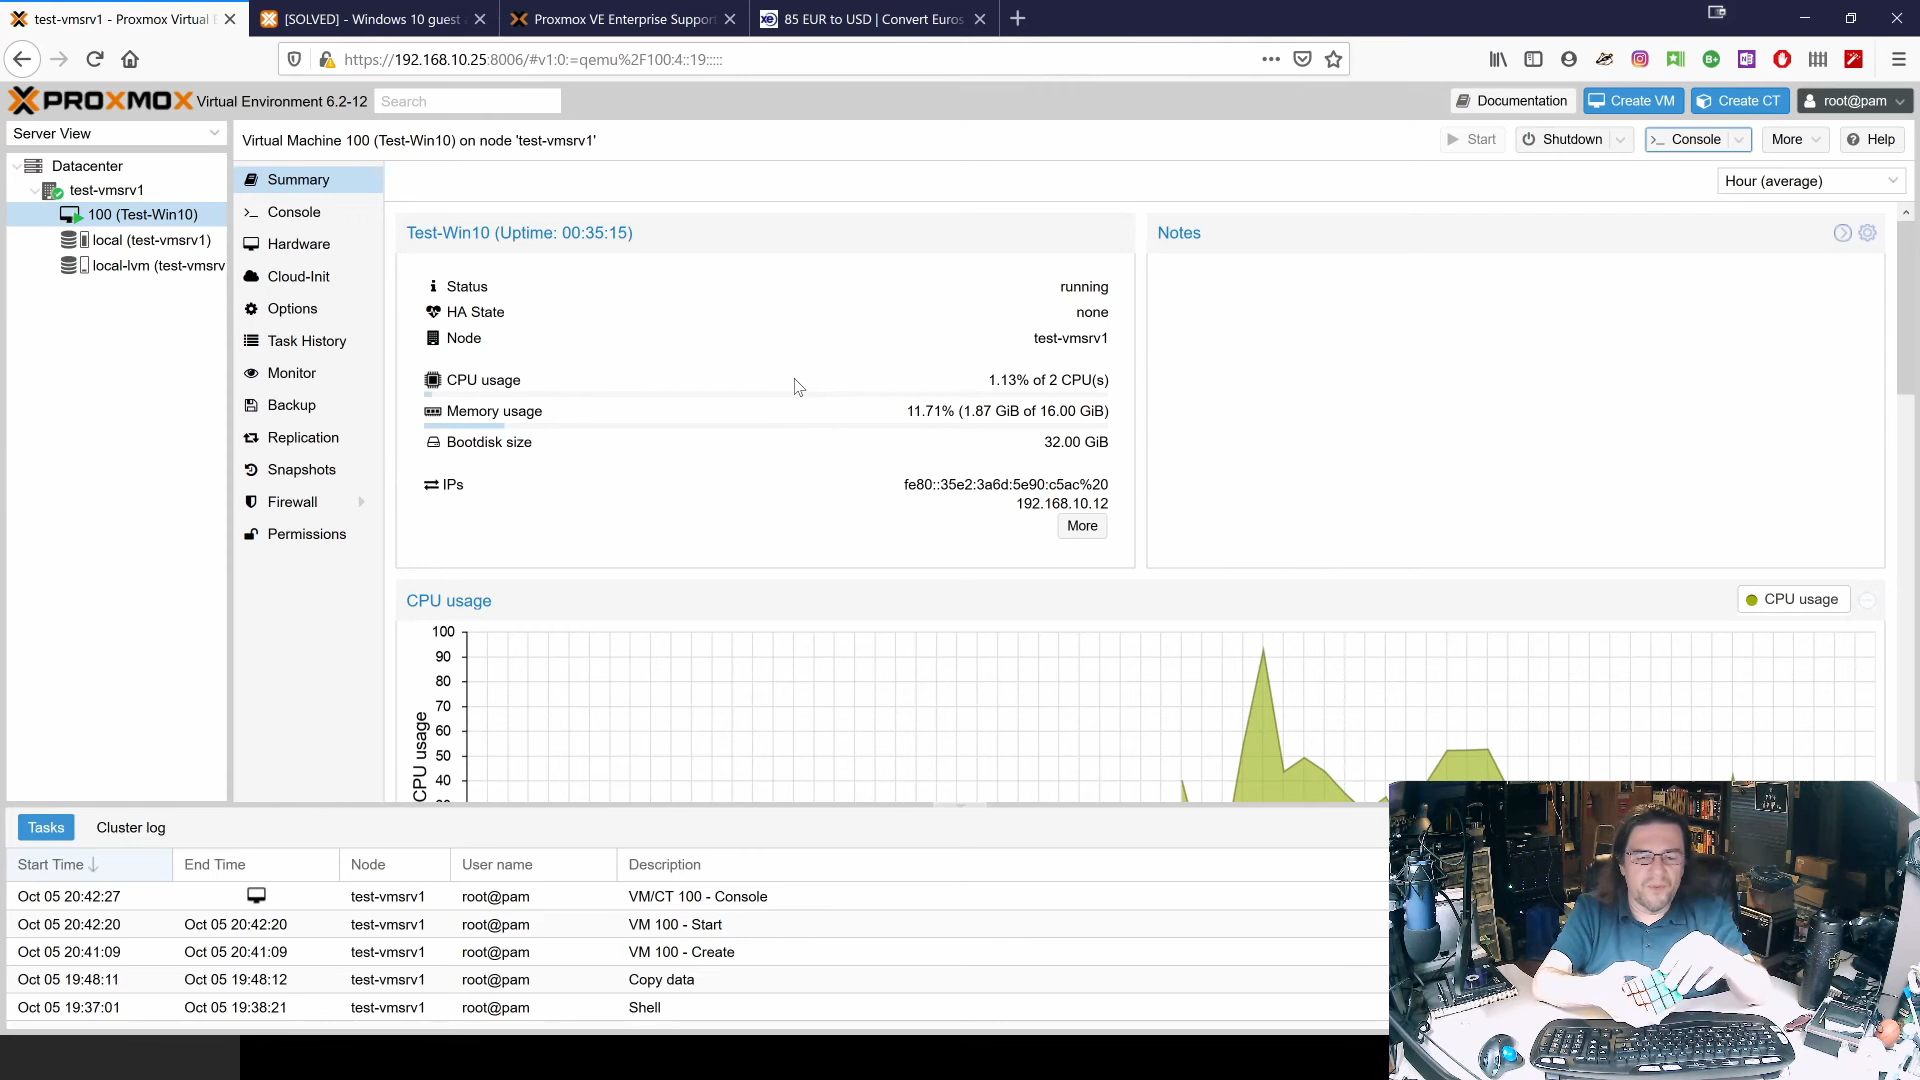 test-vmsrv1 - Proxmox Virtual E
[SOLVED] - Windows 10 guest
Proxmox VE Enterprise Suppor
85 EUR to USD | Convert Euros
https://192.168.10.25:8006/#v1:0:=qemu%2F100:4::19:::::
PROXMOX Virtual Environment 6.2-12
Search
Documentation
Create VM
Create CT
root@pam
Server View
Virtual Machine 100 (Test-Win10) on node 'test-vmsrv1'
Start
Shutdown
Console
More
Help
Datacenter
test-vmsrv1
100 (Test-Win10)
local (test-vmsrv1)
local-lvm (test-vmsrv
Summary
Console
Hardware
Cloud-Init
Options
Task History
Monitor
Backup
Replication
Snapshots
Firewall
Permissions
Hour (average)
Test-Win10 (Uptime: 00:35:15)
Status running
HA State none
Node test-vmsrv1
CPU usage 1.13% of 2 CPU(s)
Memory usage 11.71% (1.87 GiB of 16.00 GiB)
Bootdisk size 32.00 GiB
IPs fe80::35e2:3a6d:5e90:c5ac%20
192.168.10.12
More
Notes
CPU usage
CPU usage
100
90
80
70
60
50
40
CPU usage
Tasks
Cluster log
Start Time End Time Node User name Description
Oct 05 20:42:27 test-vmsrv1 root@pam VM/CT 100 - Console
Oct 05 20:42:20 Oct 05 20:42:20 test-vmsrv1 root@pam VM 100 - Start
Oct 05 20:41:09 Oct 05 20:41:09 test-vmsrv1 root@pam VM 100 - Create
Oct 05 19:48:11 Oct 05 19:48:12 test-vmsrv1 root@pam Copy data
Oct 05 19:37:01 Oct 05 19:38:21 test-vmsrv1 root@pam Shell